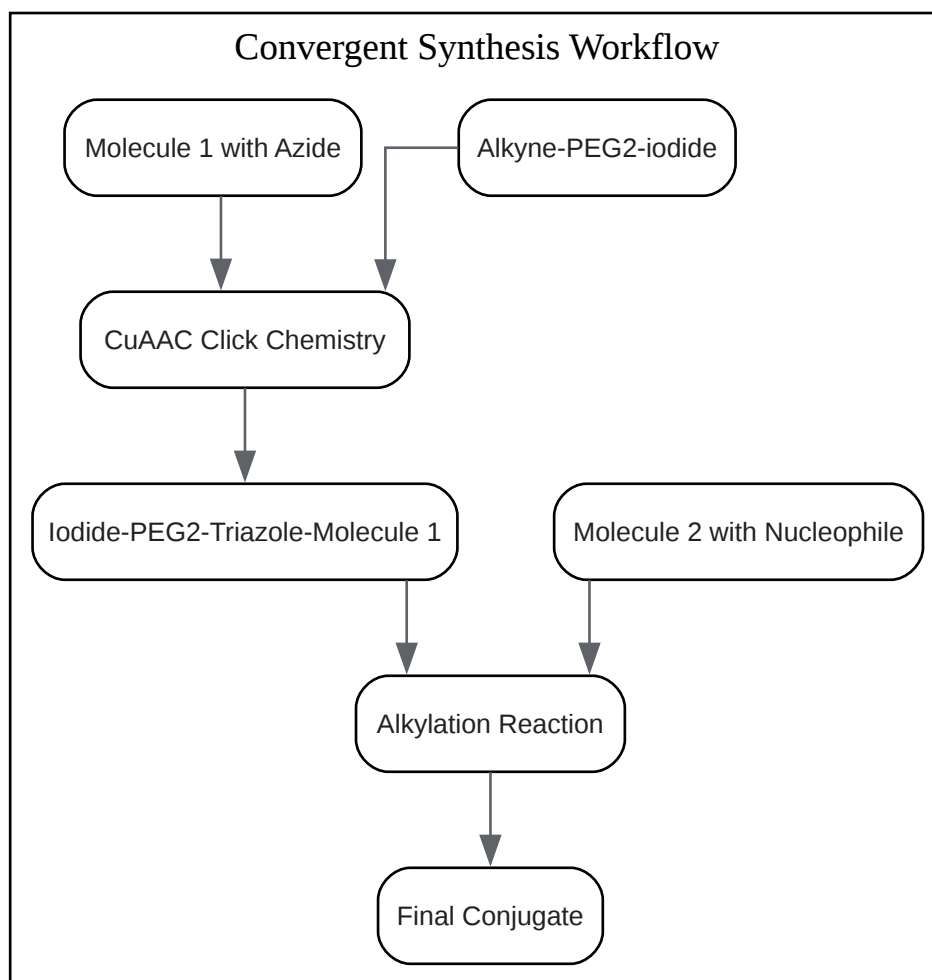 Convergent Synthesis Workflow
Molecule 1 with Azide
Alkyne-PEG2-iodide
CuAAC Click Chemistry
Iodide-PEG2-Triazole-Molecule 1
Molecule 2 with Nucleophile
Alkylation Reaction
Final Conjugate